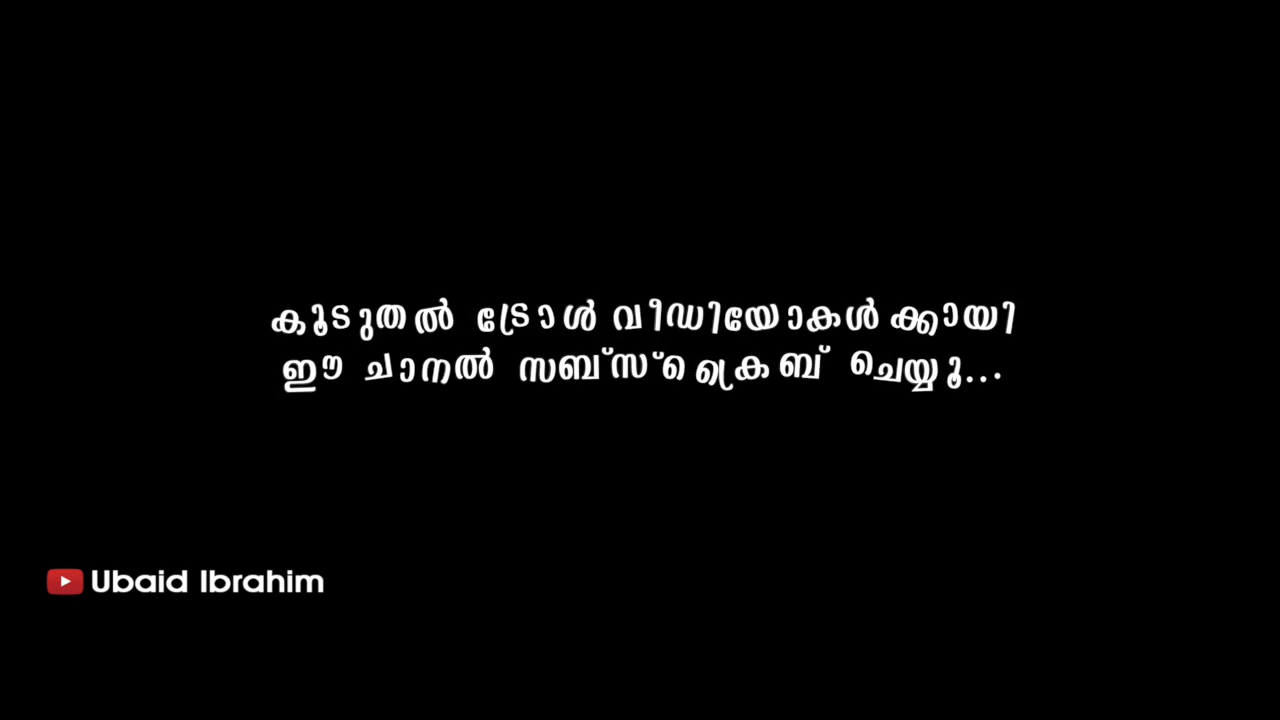 കൂടുതൽ ട്രോൾ വീഡിയോകൾക്കായി
ഈ ചാനൽ സബ്സ്ക്രൈബ് ചെയ്യൂ...
Ubaid Ibrahim